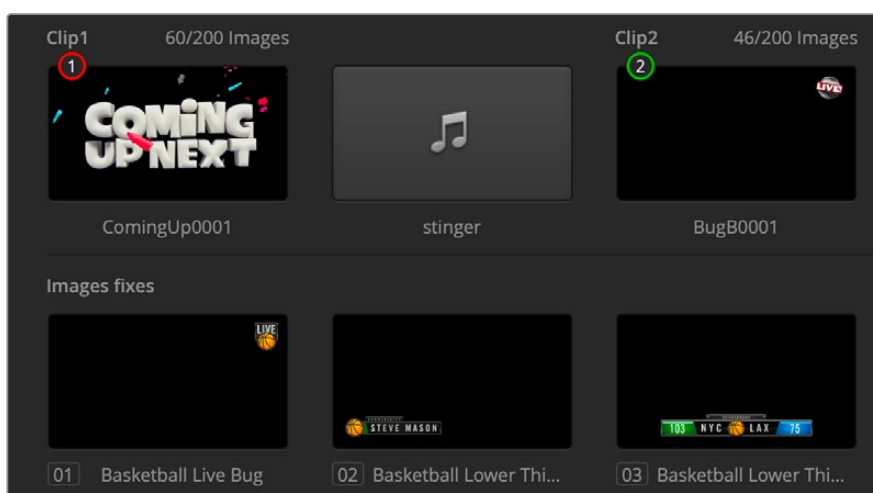 Clip1 60/200 Images Clip2 46/200 Images
1 2
COMING
UP NEXT
LIVE!
ComingUp0001 stinger BugB0001
Images fixes
LIVE
STEVE MASON
103 NYC LAX 75
01 Basketball Live Bug 02 Basketball Lower Thi... 03 Basketball Lower Thi...